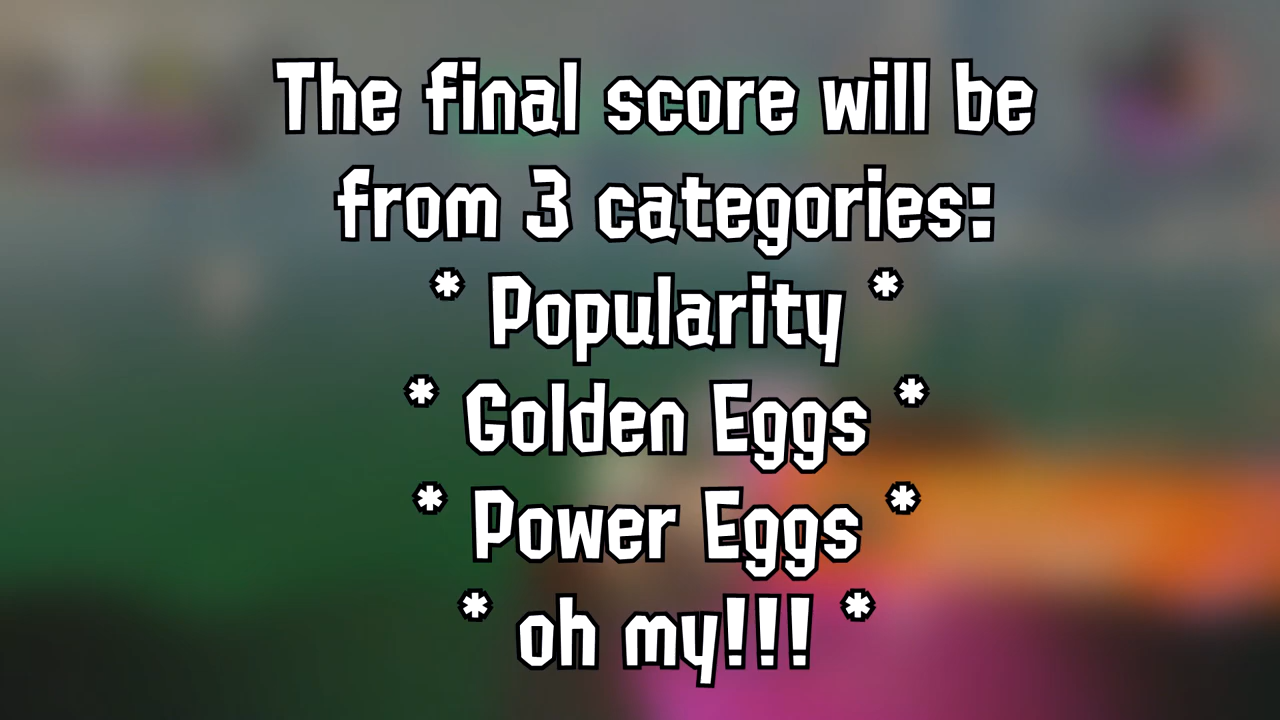 The final score will be
from 3 categories:
* Popularity *
* Golden Eggs *
* Power Eggs *
* oh my!!! *